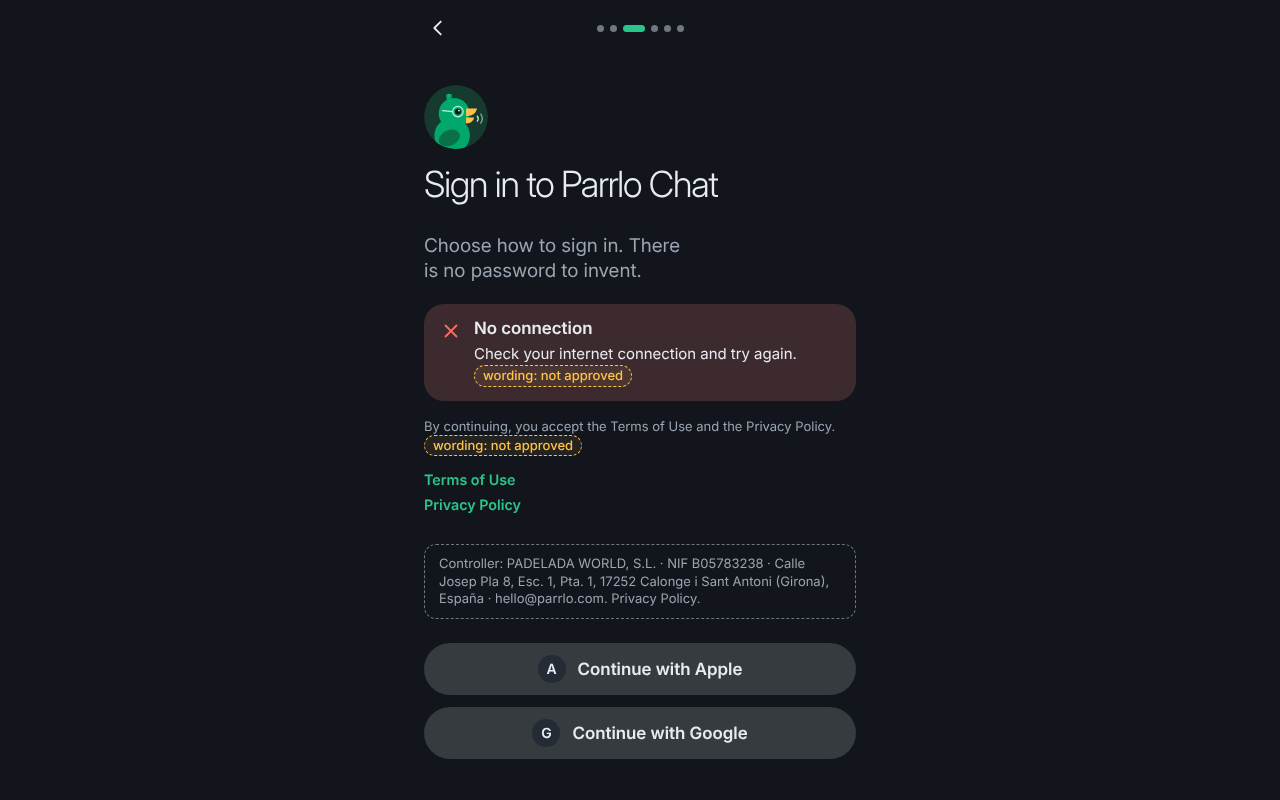 Sign in to Parrlo Chat
Choose how to sign in. There
is no password to invent.
No connection
Check your internet connection and try again.
wording: not approved
By continuing, you accept the Terms of Use and the Privacy Policy.
wording: not approved
Terms of Use
Privacy Policy
Controller: PADELADA WORLD, S.L. · NIF B05783238 · Calle
Josep Pla 8, Esc. 1, Pta. 1, 17252 Calonge i Sant Antoni (Girona),
España · hello@parrlo.com. Privacy Policy.
A Continue with Apple
G Continue with Google